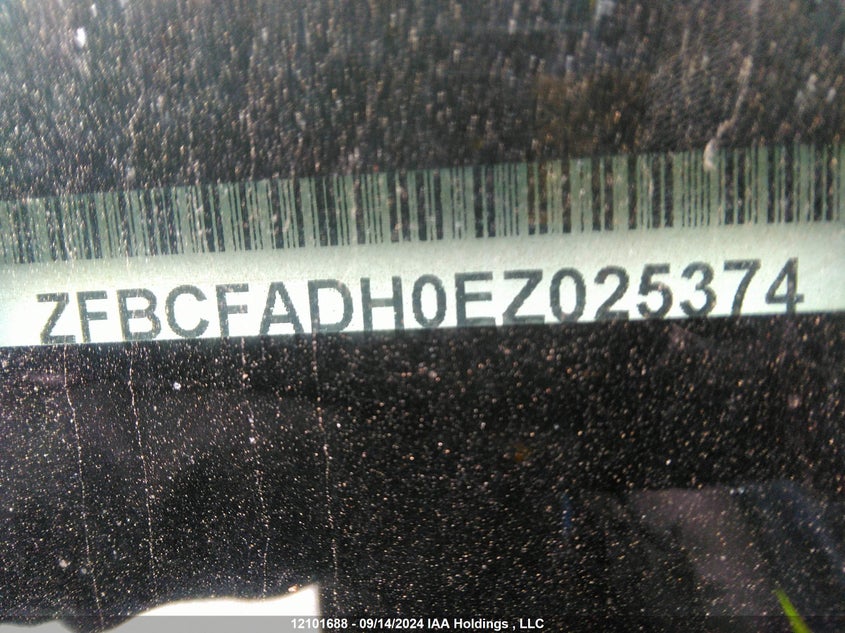 ZFBCFADH0EZ025374
12101688 - 09/14/2024 IAA Holdings , LLC